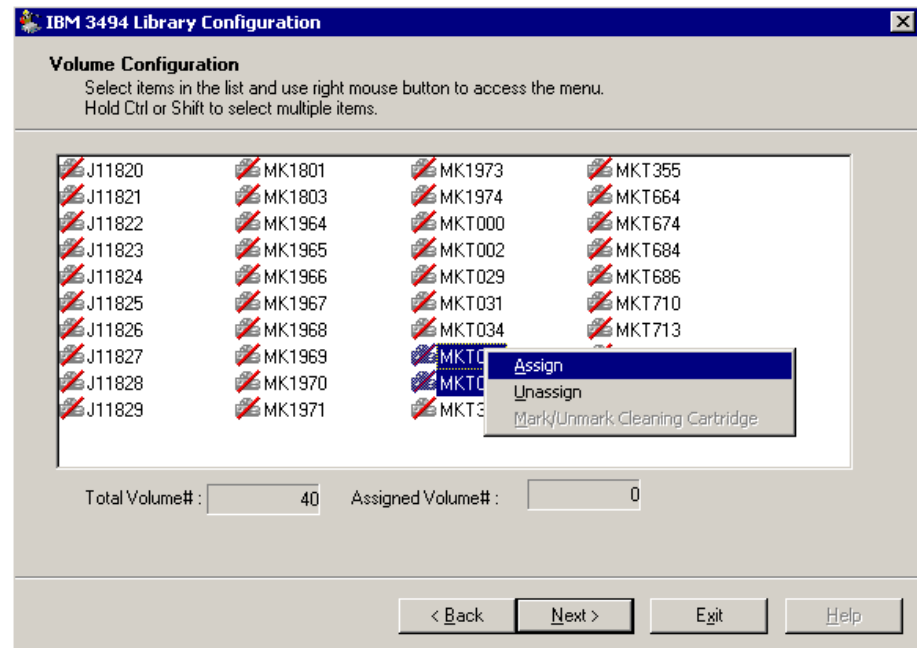 IBM 3494 Library Configuration
Volume Configuration
Select items in the list and use right mouse button to access the menu.
Hold Ctrl or Shift to select multiple items.
J11820 MK1801 MK1973 MKT355
J11821 MK1803 MK1974 MKT664
J11822 MK1964 MKT000 MKT674
J11823 MK1965 MKT002 MKT684
J11824 MK1966 MKT029 MKT686
J11825 MK1967 MKT031 MKT710
J11826 MK1968 MKT034 MKT713
J11827 MK1969
J11828 MK1970
J11829 MK1971
Assign
Unassign
Mark/Unmark Cleaning Cartridge
Total Volume# : 40 Assigned Volume# : 0
< Back Next > Exit Help